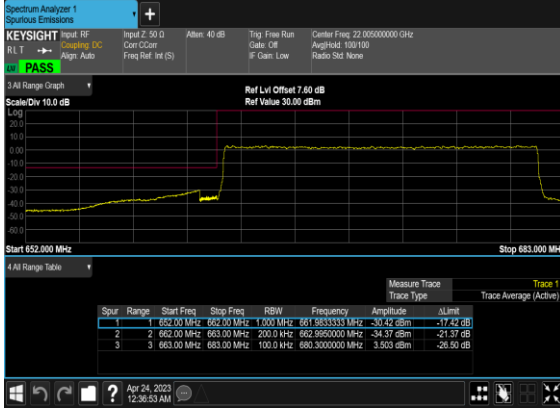 Spectrum Analyzer 1
Spurious Emissions
KEYSIGHT Input: RF Input Z: 50 Ω Atten: 40 dB Trig: Free Run Center Freq: 22.005000000 GHz
RLT Coupling: DC Corr CCorr Gate: Off Avg|Hold: 100/100
Align: Auto Freq Ref: Int (S) IF Gain: Low Radio Std: None
LXI PASS
3 All Range Graph
Ref Lvl Offset 7.60 dB
Scale/Div 10.0 dB Ref Value 30.00 dBm
Log
20.0
10.0
0.00
-10.0
-20.0
-30.0
-40.0
-50.0
-60.0
Start 652.000 MHz Stop 683.000 MHz
4 All Range Table
Measure Trace Trace 1
Trace Type Trace Average (Active)
Spur Range Start Freq Stop Freq RBW Frequency Amplitude ΔLimit
1 1 652.00 MHz 662.00 MHz 1.000 MHz 661.9833333 MHz -30.42 dBm -17.42 dB
2 2 662.00 MHz 663.00 MHz 200.0 kHz 662.9950000 MHz -34.37 dBm -21.37 dB
3 3 663.00 MHz 683.00 MHz 100.0 kHz 680.3000000 MHz 3.503 dBm -26.50 dB
Apr 24, 2023
12:36:53 AM